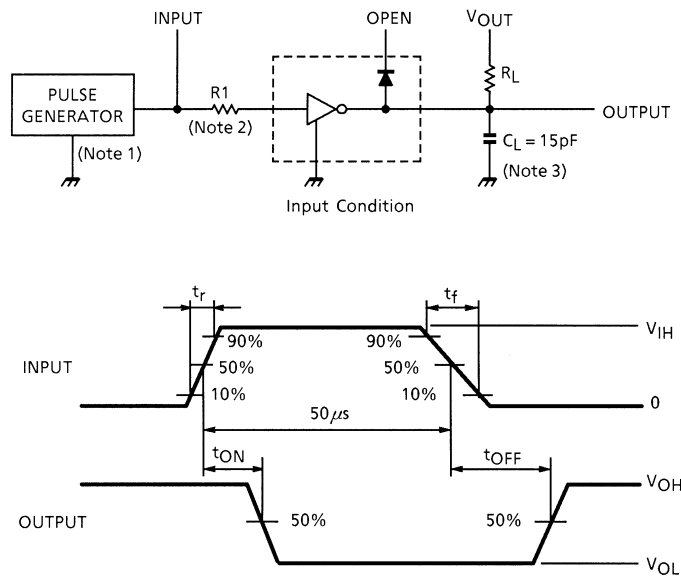 INPUT
OPEN
VOUT
PULSE
GENERATOR
(Note 1)
R1
(Note 2)
RL
OUTPUT
CL = 15pF
(Note 3)
Input Condition
tr
tf
INPUT
90%
50%
10%
90%
50%
10%
VIH
0
50μs
tON
tOFF
OUTPUT
50%
50%
VOH
VOL